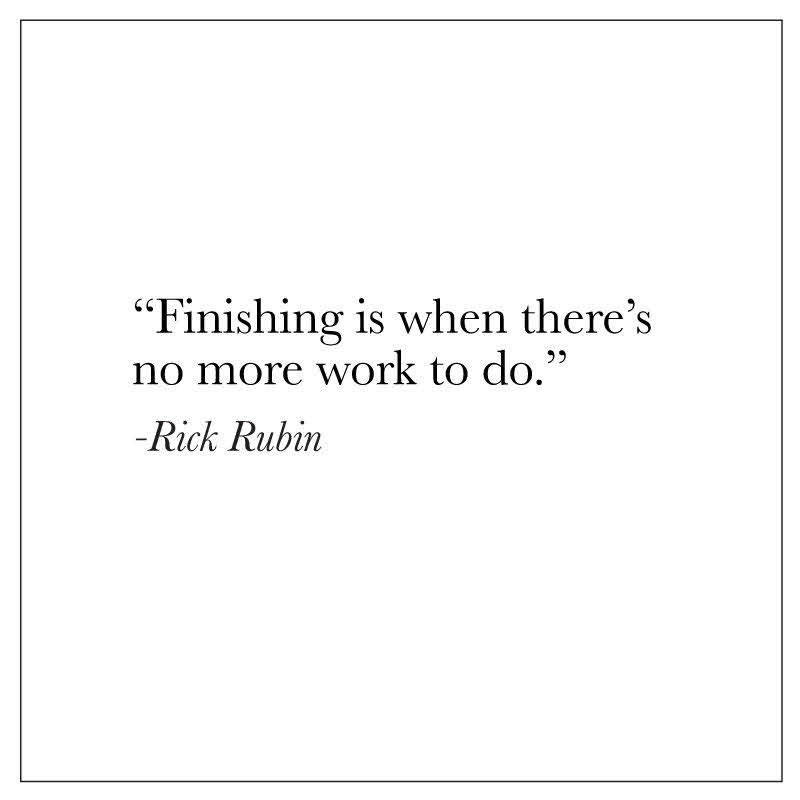 “Finishing is when there’s
no more work to do.”
-Rick Rubin